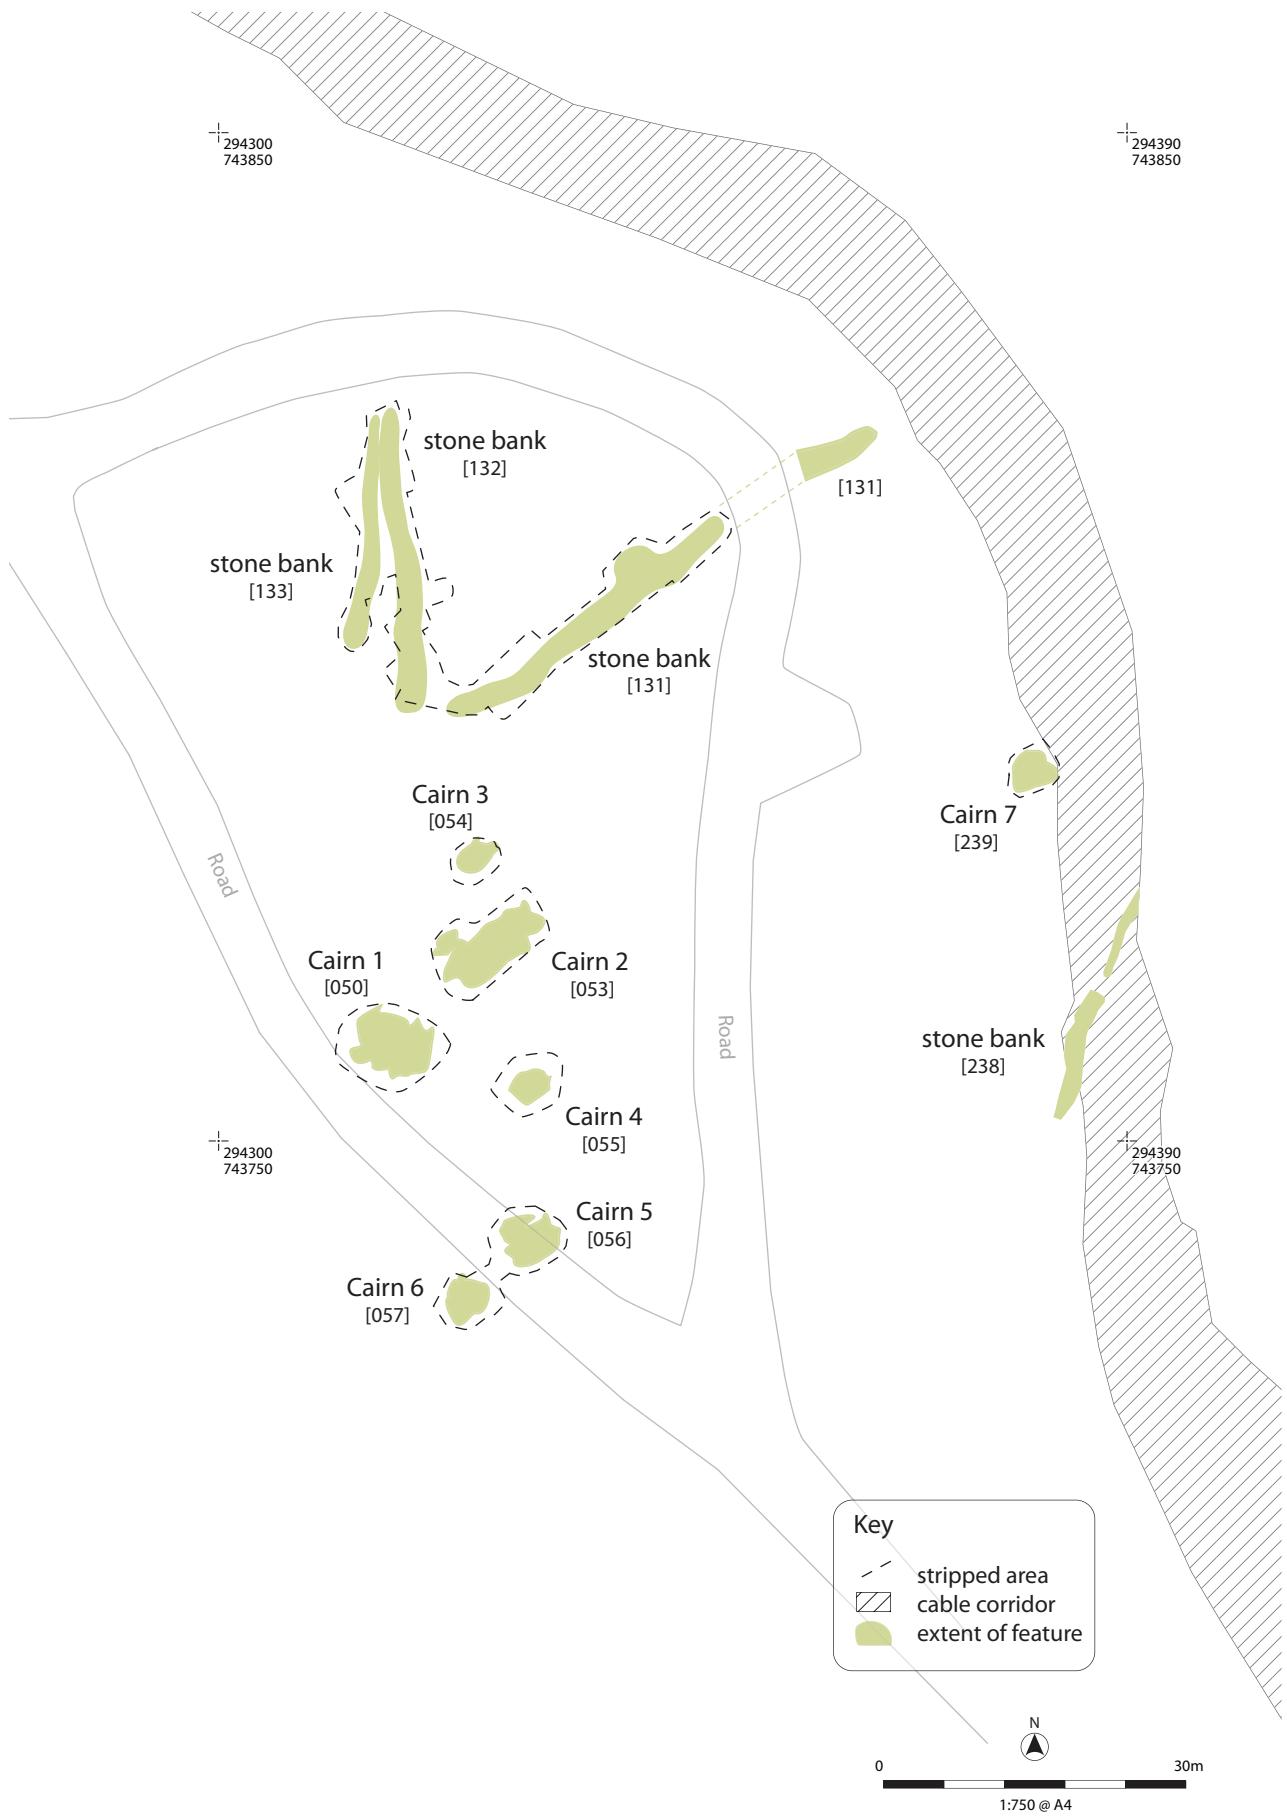 294300
743850
294390
743850
stone bank
[132]
[131]
stone bank
[133]
stone bank
[131]
Cairn 3
[054]
Cairn 7
[239]
Road
Cairn 1
[050]
Cairn 2
[053]
Road
stone bank
[238]
Cairn 4
[055]
294300
743750
294390
743750
Cairn 5
[056]
Cairn 6
[057]
Key
stripped area
cable corridor
extent of feature
N
0 30m
1:750 @ A4